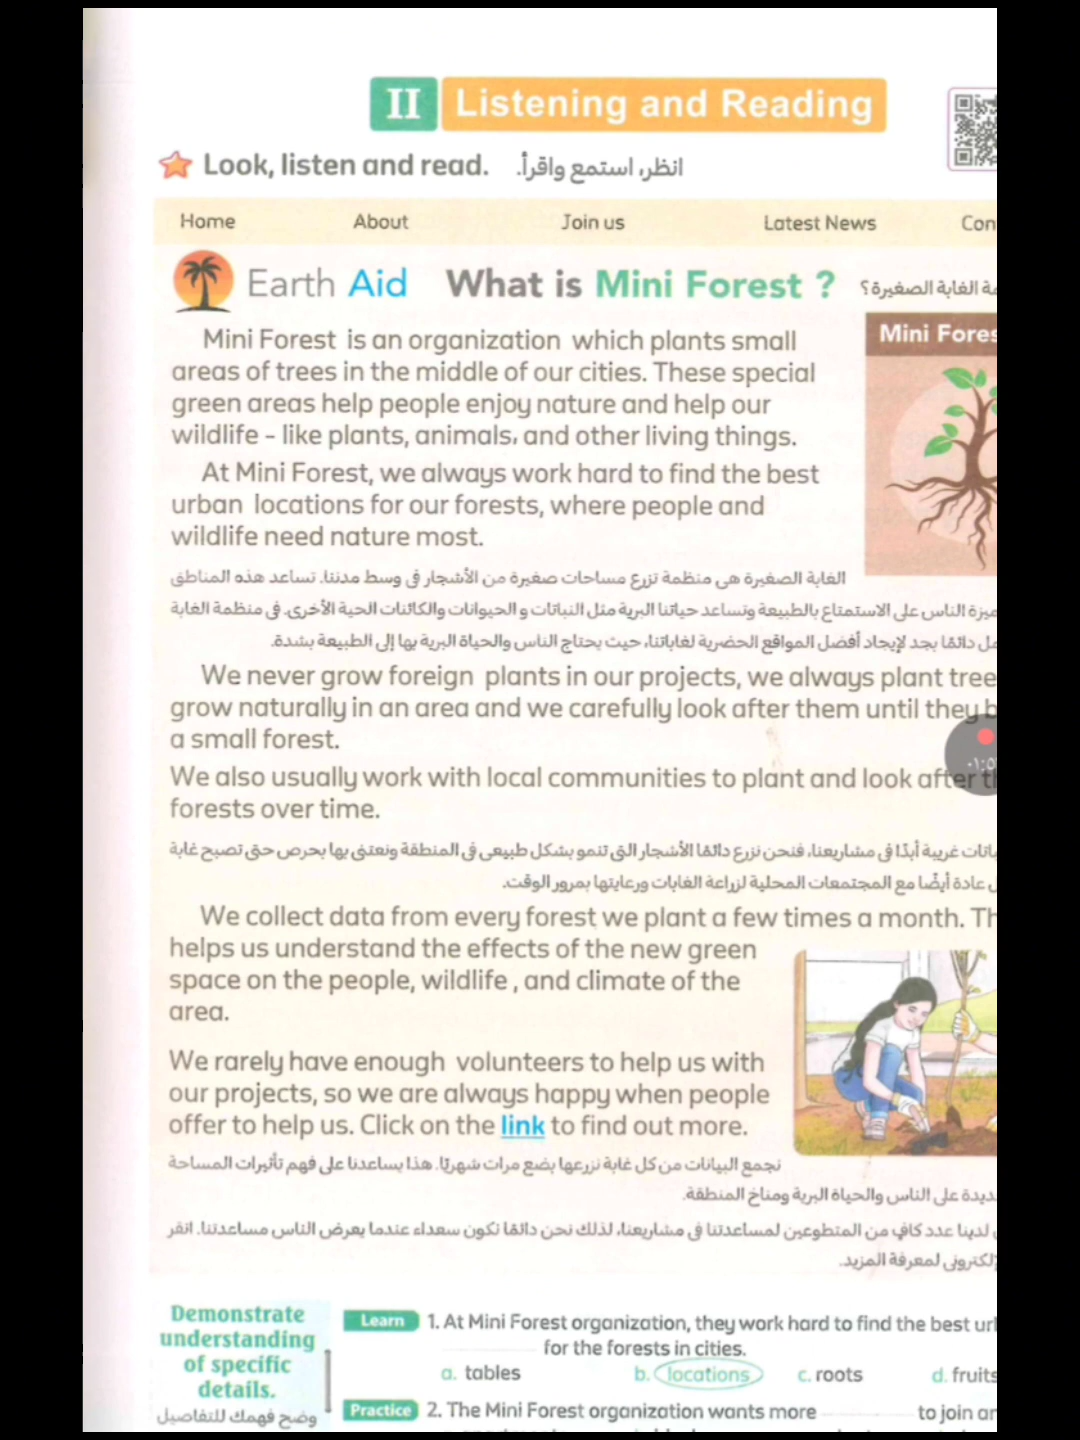 II Listening and Reading
Look, listen and read. انظر، استمع واقرأ.
Home About Join us Latest News Con
Earth Aid What is Mini Forest ? ة الغابة الصغيرة؟
Mini Forest is an organization which plants small
areas of trees in the middle of our cities. These special
green areas help people enjoy nature and help our
wildlife - like plants, animals, and other living things.
Mini Fores
At Mini Forest, we always work hard to find the best
urban locations for our forests, where people and
wildlife need nature most.
الغابة الصغيرة هى منظمة تزرع مساحات صغيرة من الأشجار فى وسط مدننا. تساعد هذه المناطق
ميزة الناس على الاستمتاع بالطبيعة وتساعد حياتنا البرية مثل النباتات و الحيوانات والكائنات الحية الأخرى. فى منظمة الغابة
مل دائمًا بجد لإيجاد أفضل المواقع الحضرية لغاباتنا، حيث يحتاج الناس والحياة البرية بها إلى الطبيعة بشدة.
We never grow foreign plants in our projects, we always plant tree
grow naturally in an area and we carefully look after them until they b
a small forest.
We also usually work with local communities to plant and look after th
forests over time.
باتات غريبة أبدًا فى مشاريعنا، فنحن نزرع دائمًا الأشجار التى تنمو بشكل طبيعى فى المنطقة ونعتنى بها بحرص حتى تصبح غابة
ل عادة أيضًا مع المجتمعات المحلية لزراعة الغابات ورعايتها بمرور الوقت.
We collect data from every forest we plant a few times a month. Th
helps us understand the effects of the new green
space on the people, wildlife , and climate of the
area.
We rarely have enough volunteers to help us with
our projects, so we are always happy when people
offer to help us. Click on the link to find out more.
نجمع البيانات من كل غابة نزرعها بضع مرات شهريًا. هذا يساعدنا على فهم تأثيرات المساحة
ديدة على الناس والحياة البرية ومناخ المنطقة.
لدينا عدد كافٍ من المتطوعين لمساعدتنا فى مشاريعنا، لذلك نحن دائمًا نكون سعداء عندما يعرض الناس مساعدتنا. انقر
لكترونى لمعرفة المزيد.
Demonstrate
understanding
of specific
details.
وضح فهمك للتفاصيل
Learn 1. At Mini Forest organization, they work hard to find the best url
for the forests in cities.
a. tables b. locations c. roots d. fruits
Practice 2. The Mini Forest organization wants more to join ar